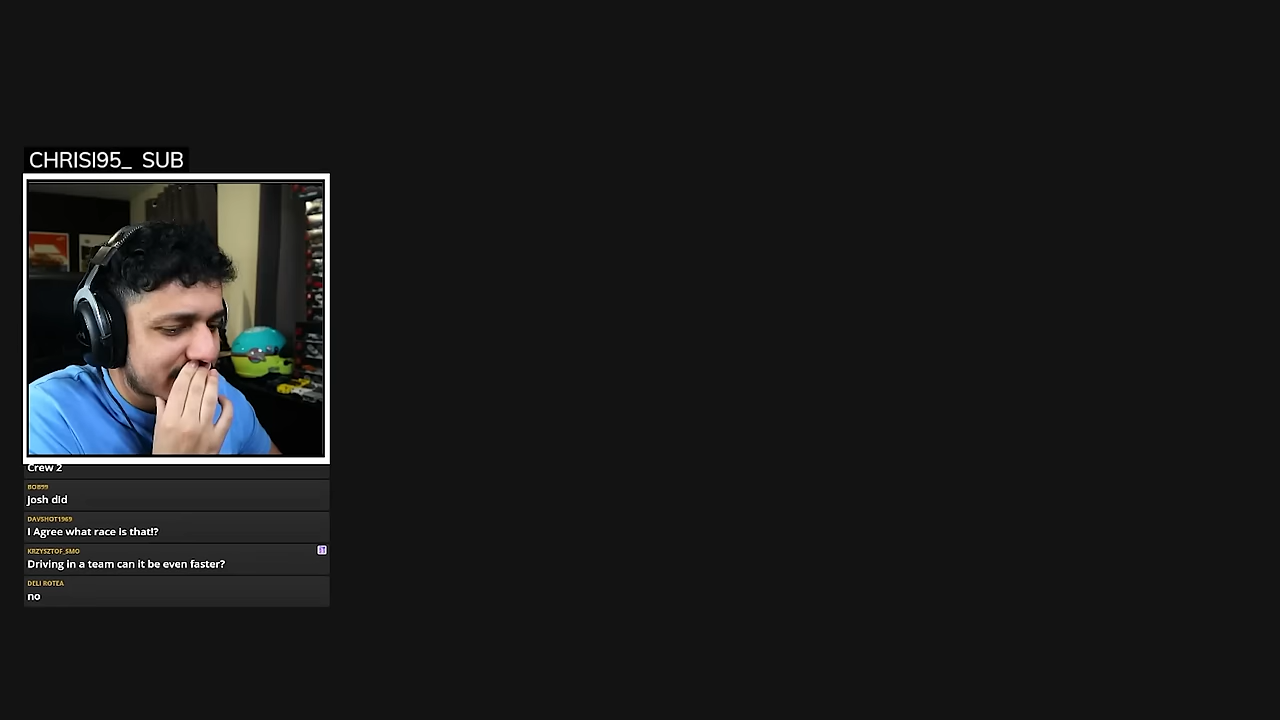 CHRISI95_ SUB
Crew 2
BOB99
Josh did
DAVSHOT1969
I Agree what race is that!?
KRZYSZTOF_SMO
Driving in a team can it be even faster?
DELI ROTEA
no